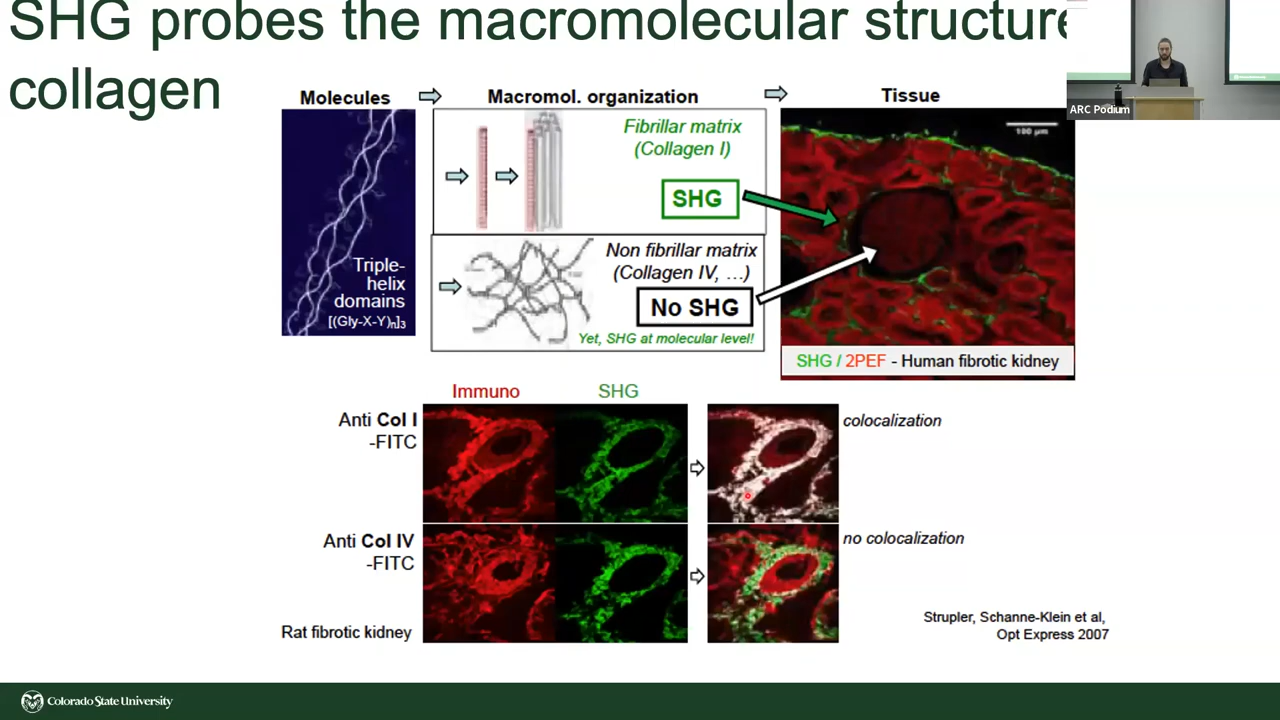 SHG probes the macromolecular structure
collagen
ARC Podium
Molecules
Macromol. organization
Tissue
Triple-
helix
domains
[(Gly-X-Y)n]3
Fibrillar matrix
(Collagen I)
SHG
Non fibrillar matrix
(Collagen IV, …)
No SHG
Yet, SHG at molecular level!
100 µm
SHG / 2PEF - Human fibrotic kidney
Immuno
SHG
Anti Col I
-FITC
colocalization
Anti Col IV
-FITC
no colocalization
Rat fibrotic kidney
Strupler, Schanne-Klein et al,
Opt Express 2007
Colorado State University